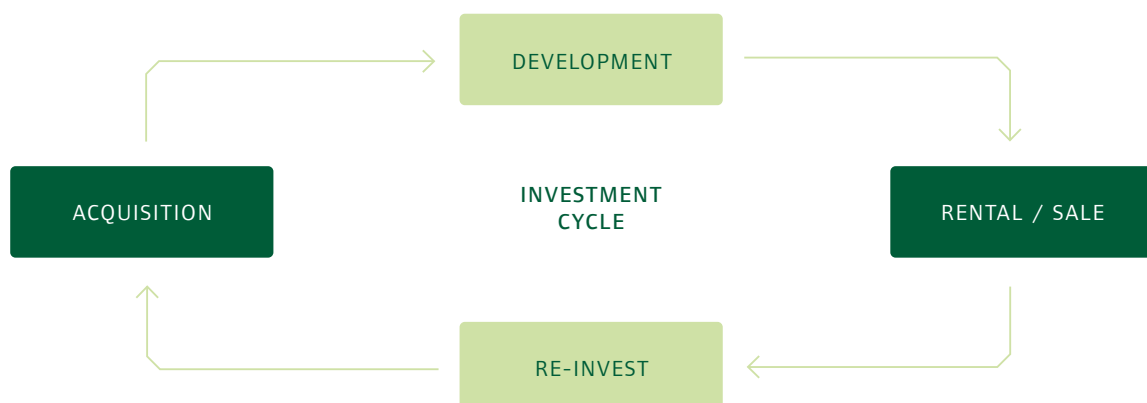 DEVELOPMENT
ACQUISITION
INVESTMENT
CYCLE
RENTAL / SALE
RE-INVEST